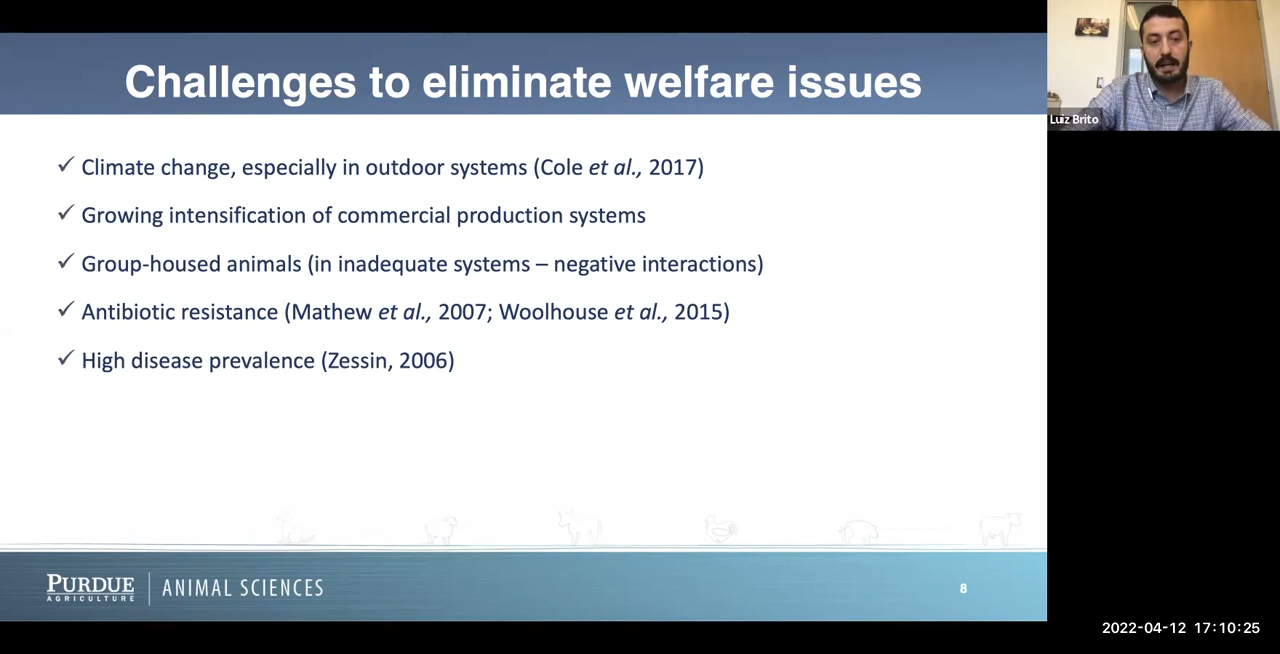 Challenges to eliminate welfare issues
Luiz Brito
✓ Climate change, especially in outdoor systems (Cole et al., 2017)
✓ Growing intensification of commercial production systems
✓ Group-housed animals (in inadequate systems – negative interactions)
✓ Antibiotic resistance (Mathew et al., 2007; Woolhouse et al., 2015)
✓ High disease prevalence (Zessin, 2006)
PURDUE
AGRICULTURE
ANIMAL SCIENCES
8
2022-04-12 17:10:25